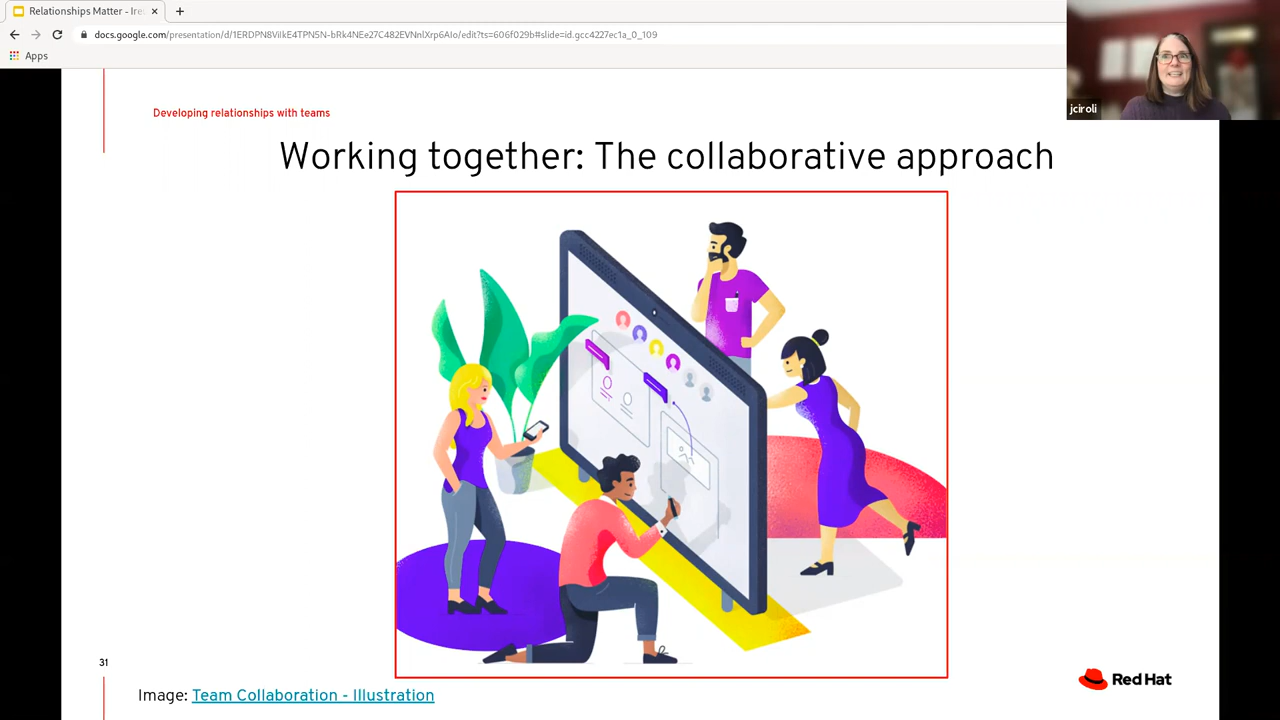 Relationships Matter - Ire
docs.google.com/presentation/d/1ERDPN8ViIkE4TPN5N-bRk4NEe27C482EVNnlXrp6AIo/edit?ts=606f029b#slide=id.gcc4227ec1a_0_109
Apps
jciroli
Developing relationships with teams
Working together: The collaborative approach
31
Red Hat
Image: Team Collaboration - Illustration